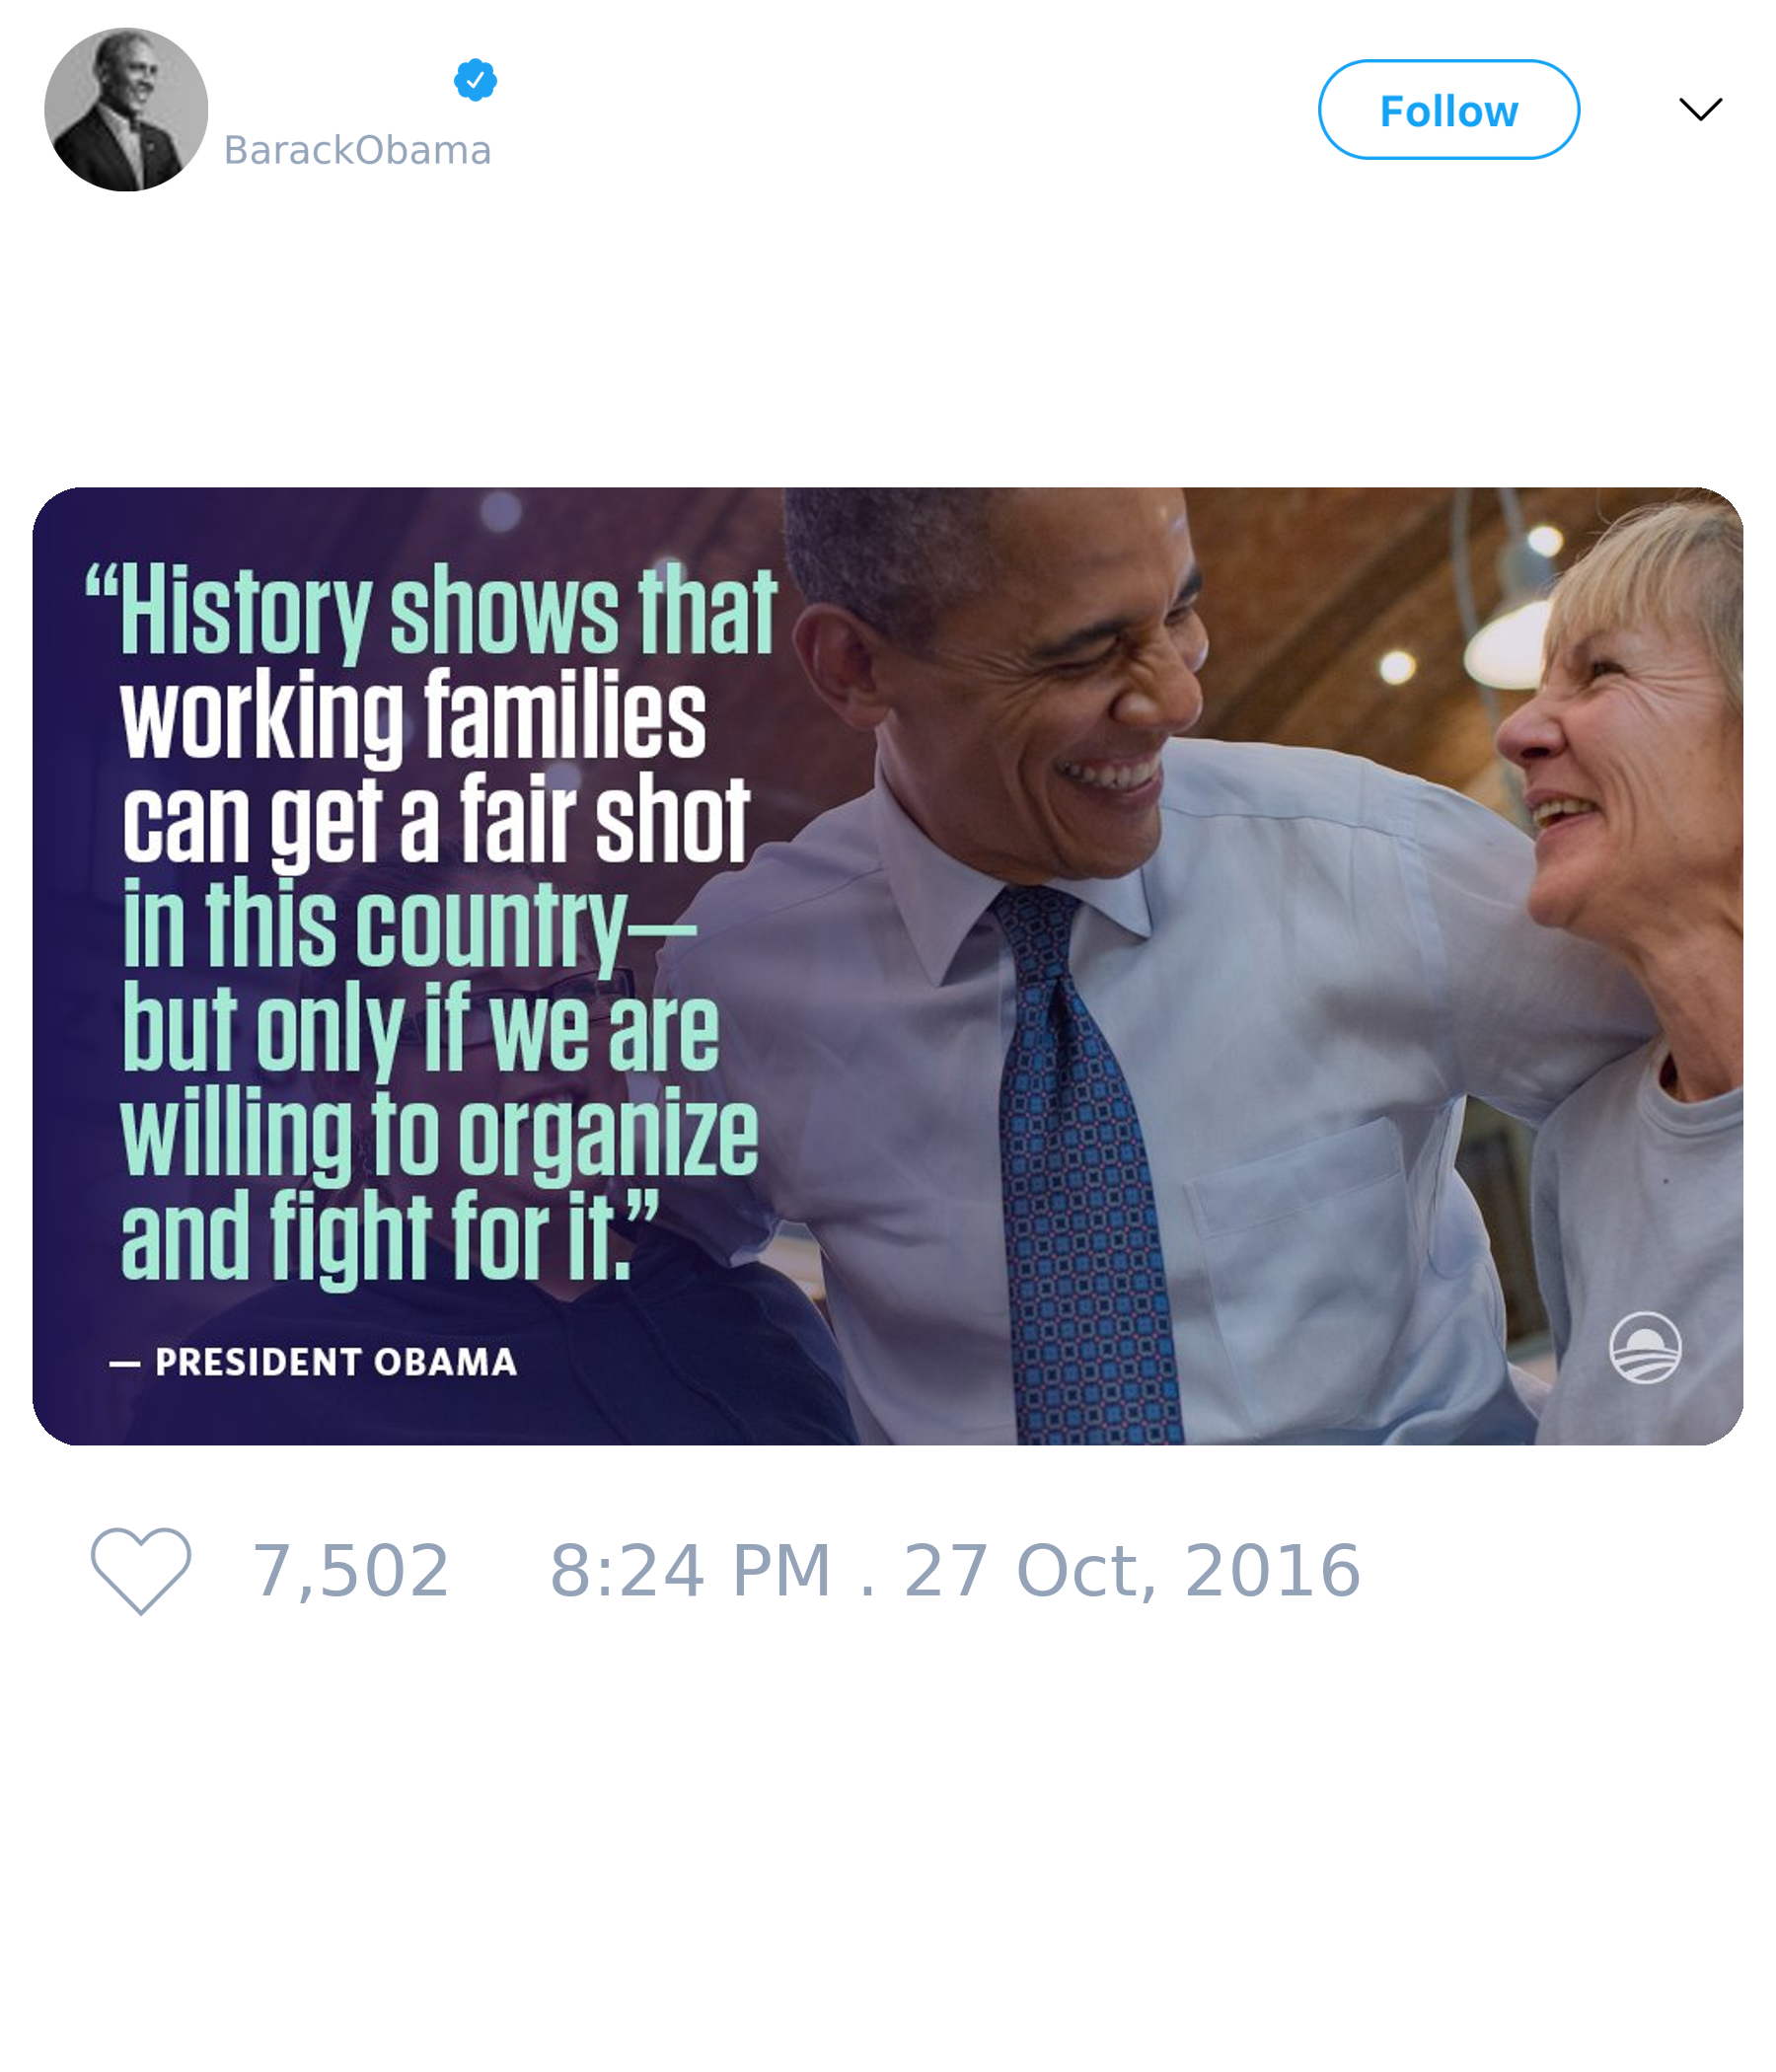 BarackObama
Follow
“History shows that
working families
can get a fair shot
in this country—
but only if we are
willing to organize
and fight for it.”
— PRESIDENT OBAMA
7,502 8:24 PM . 27 Oct, 2016